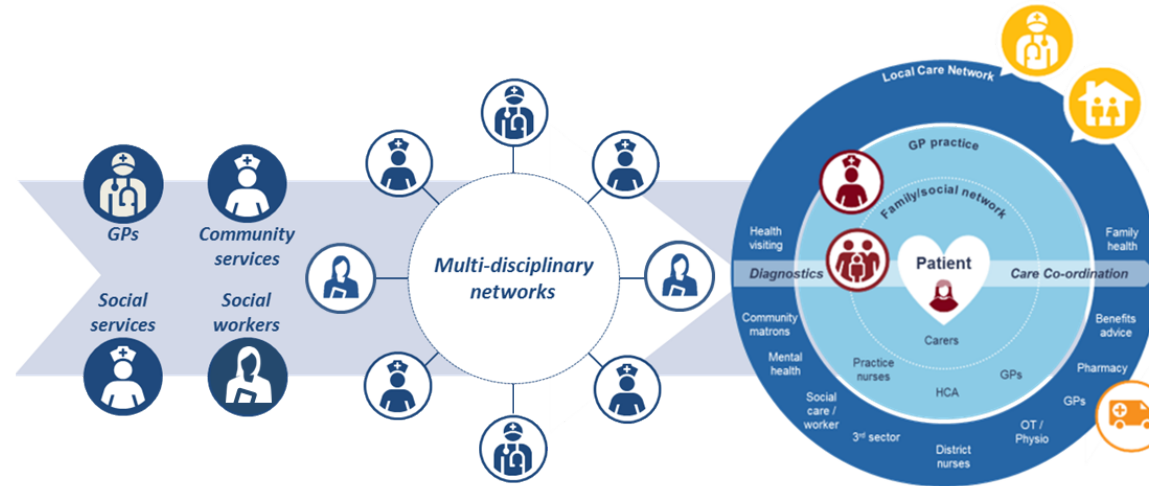 GPs
Community
services
Social
services
Social
workers
Multi-disciplinary
networks
Local Care Network
GP practice
Family/social network
Health
visiting
Family
health
Diagnostics
Patient
Care Co-ordination
Community
matrons
Benefits
advice
Carers
Mental
health
Practice
nurses
GPs
Pharmacy
HCA
Social
care /
worker
GPs
3rd sector
OT /
Physio
District
nurses